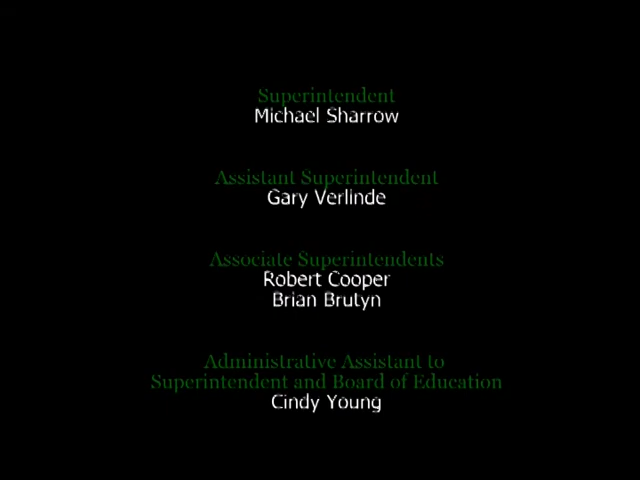 Superintendent
Michael Sharrow
Assistant Superintendent
Gary Verlinde
Associate Superintendents
Robert Cooper
Brian Brutyn
Administrative Assistant to
Superintendent and Board of Education
Cindy Young